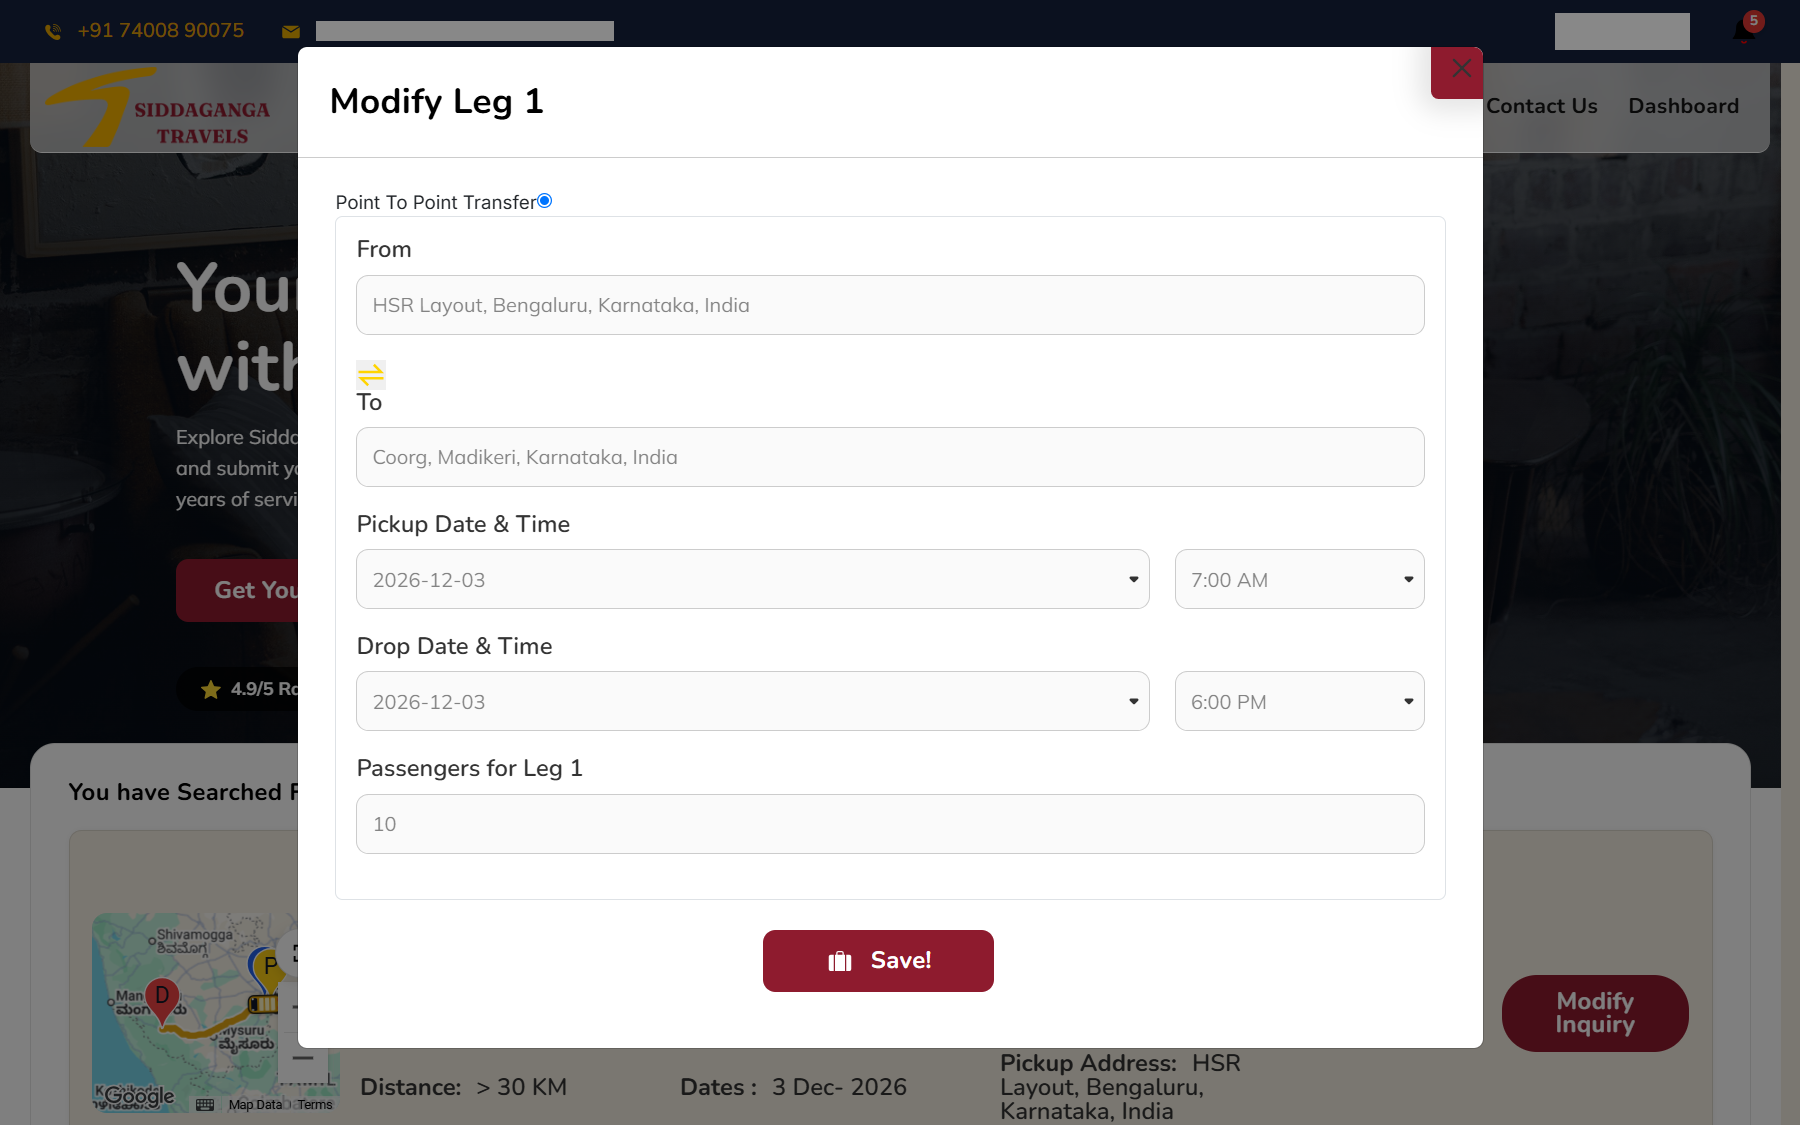 +91 74008 90075
5
SIDDAGANGA
TRAVELS
Contact Us
Dashboard
Modify Leg 1
Point To Point Transfer
From
HSR Layout, Bengaluru, Karnataka, India
To
Coorg, Madikeri, Karnataka, India
Pickup Date & Time
2026-12-03
7:00 AM
Drop Date & Time
2026-12-03
6:00 PM
Passengers for Leg 1
10
Save!
with
Explore
and submit
years of
Get
4.9/5
You have Searched
Shivamogga
ಶಿವಮೊಗ್ಗ
P
D
Mysuru
ಮೈಸೂರು
Google
Map Data
Terms
Distance: > 30 KM
Dates : 3 Dec- 2026
Pickup Address: HSR
Layout, Bengaluru,
Karnataka, India
Modify
Inquiry